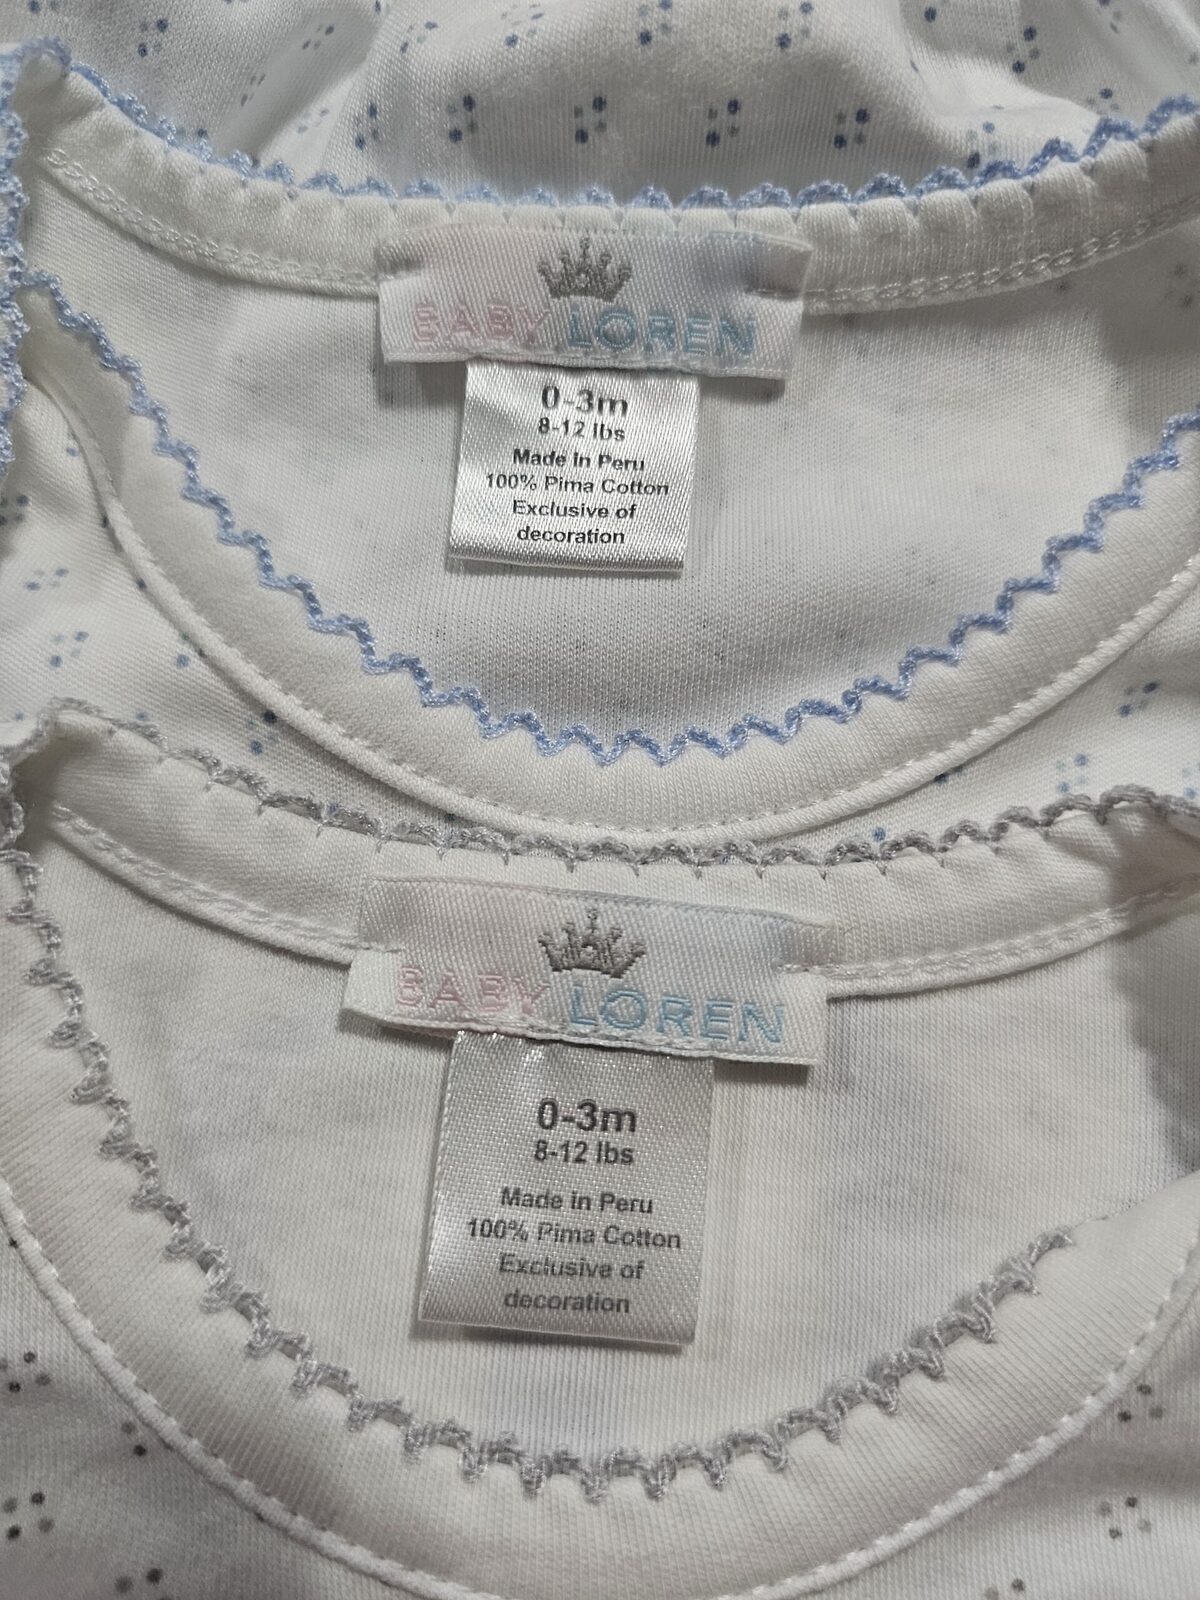 BABY LOREN
0-3m
8-12 lbs
Made in Peru
100% Pima Cotton
Exclusive of
decoration
BABY LOREN
0-3m
8-12 lbs
Made in Peru
100% Pima Cotton
Exclusive of
decoration